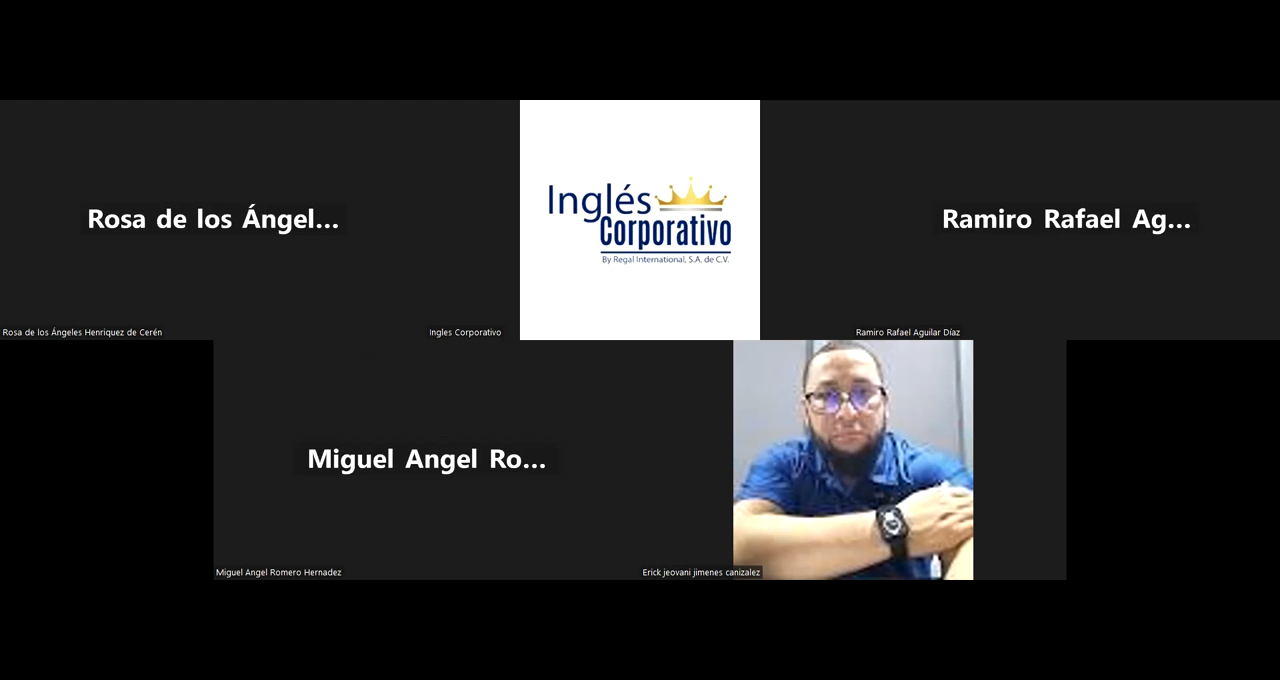 Rosa de los Ángel...
Inglés
Corporativo
By Regal International, S.A. de C.V.
Ramiro Rafael Ag...
Rosa de los Ángeles Henriquez de Cerén
Ingles Corporativo
Ramiro Rafael Aguilar Díaz
Miguel Angel Ro...
Miguel Angel Romero Hernadez
Erick jeovani jimenes canizalez